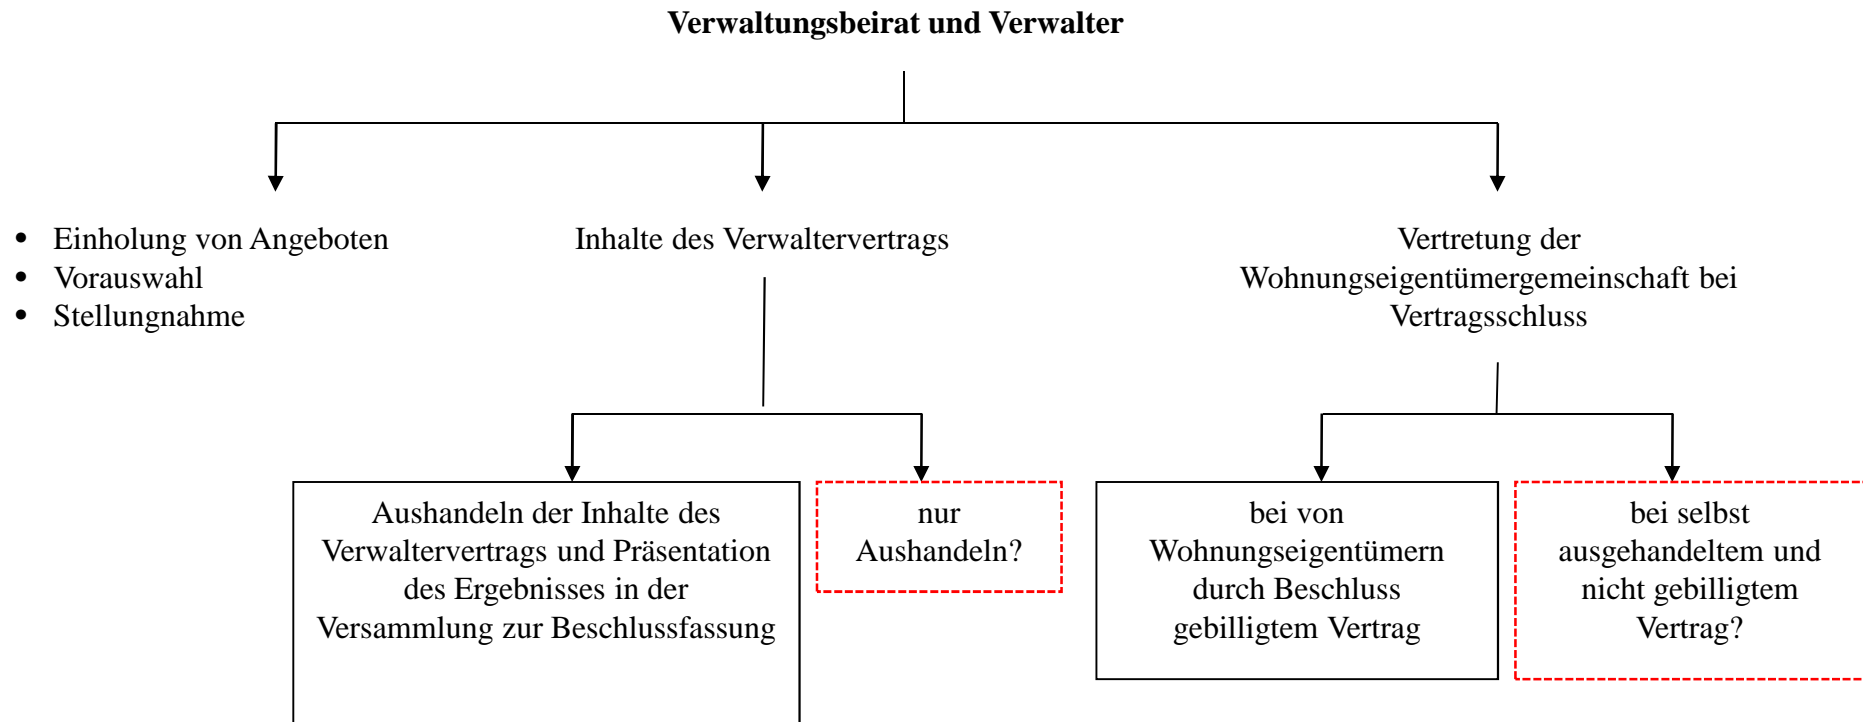 Verwaltungsbeirat und Verwalter
• Einholung von Angeboten
• Vorauswahl
• Stellungnahme
Inhalte des Verwaltervertrags
Vertretung der
Wohnungseigentümergemeinschaft bei
Vertragsschluss
Aushandeln der Inhalte des
Verwaltervertrags und Präsentation
des Ergebnisses in der
Versammlung zur Beschlussfassung
nur
Aushandeln?
bei von
Wohnungseigentümern
durch Beschluss
gebilligtem Vertrag
bei selbst
ausgehandeltem und
nicht gebilligtem
Vertrag?